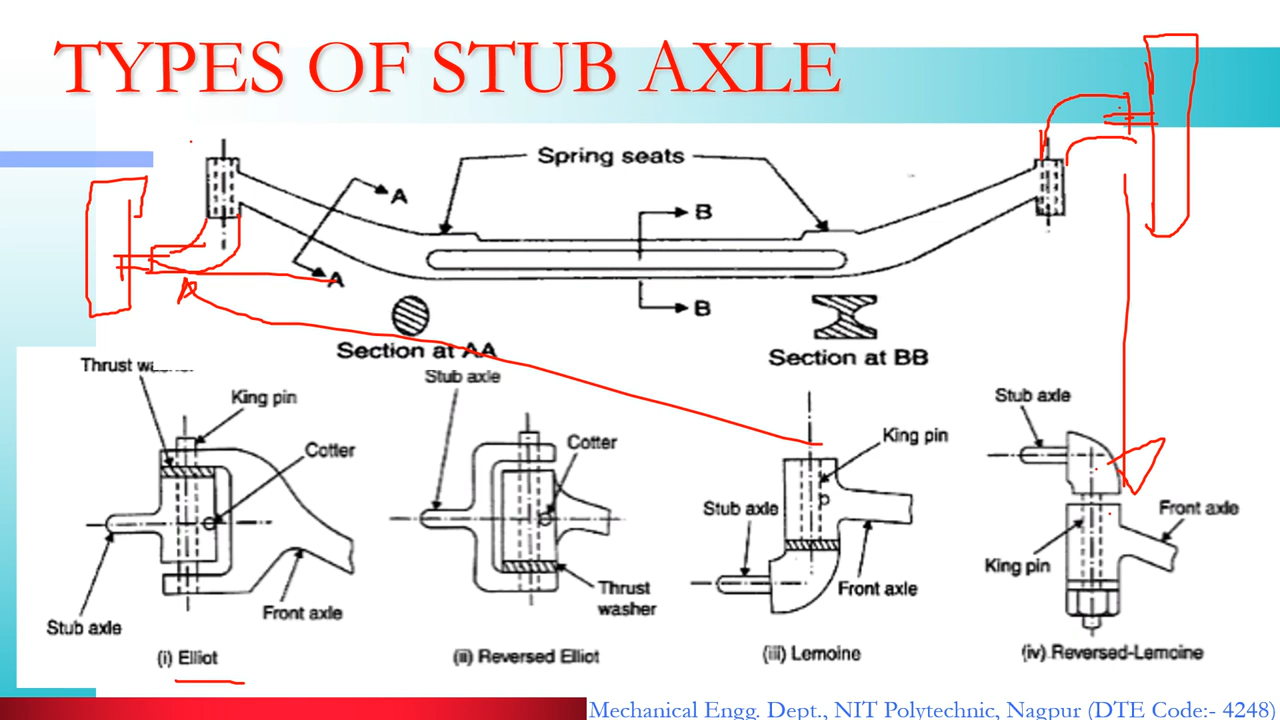 TYPES OF STUB AXLE
Spring seats
A
B
A
B
Section at AA
Section at BB
Thrust
King pin
Cotter
Stub axle
Front axle
(i) Elliot
Stub axle
Cotter
Thrust
washer
(ii) Reversed Elliot
King pin
Stub axle
Front axle
(iii) Lemoine
Stub axle
Front axle
King pin
(iv) Reversed-Lemoine
Mechanical Engg. Dept., NIT Polytechnic, Nagpur (DTE Code:- 4248)